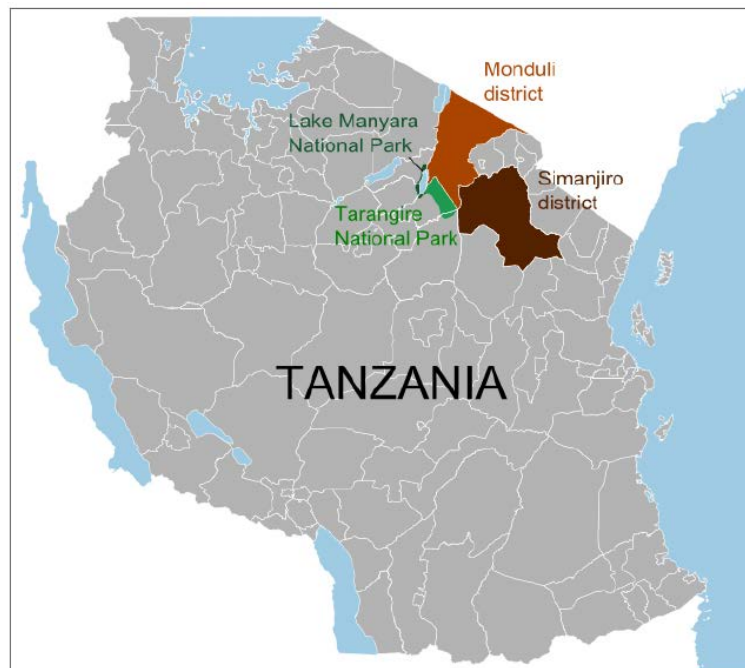 Monduli
district
Lake Manyara
National Park
Simanjiro
district
Tarangire
National Park
TANZANIA